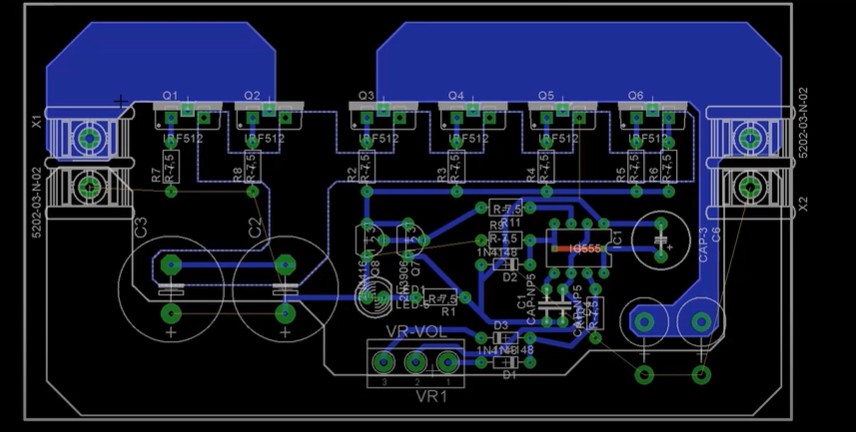 Q1 Q2 Q3 Q4 Q5 Q6
IRF512 IRF512 IRF512 IRF512 IRF512 IRF512
X1
5202-03-N-02
5202-03-N-02
X2
R7 R-7,5
R8 R-7,5
R2 R-7,5
R3 R-7,5
R4 R-7,5
R5 R-7,5
R6 R-7,5
C3
C2
R-7,5
R11
R9
R-7,5
1N4148
D2
IC555
IC1
CAP-3
C6
Q8
2N3906
Q7
LED1
LED-5
R-7,5
R1
C1
CAP-NP5
CAP-NP5
R-7,5
VR-VOL
3 2 1
VR1
D3
1N4148
D1